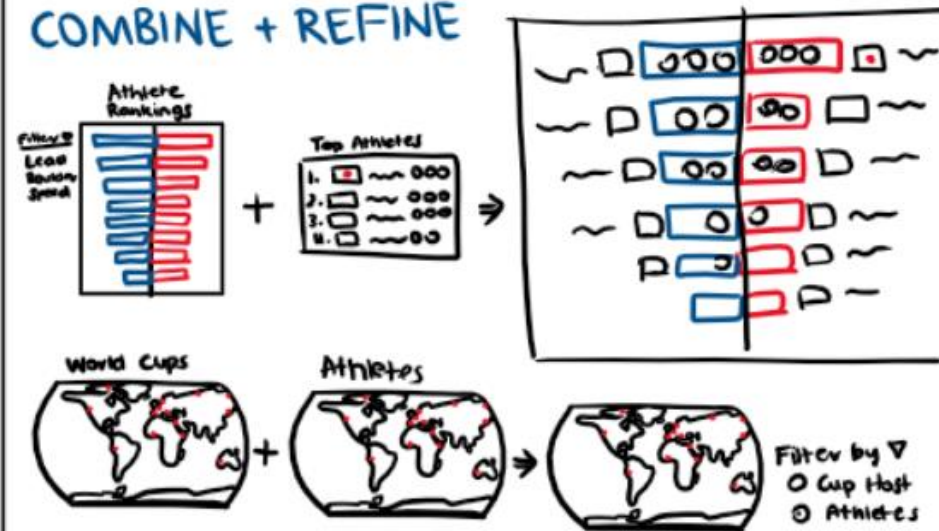 COMBINE + REFINE
Athlete
Rankings
Filter ▽
Lead
Speed
+
Top Athletes
1.
2.
3.
4.
World Cups
+
Athletes
Filter by ▽
Cup Host
Athletes